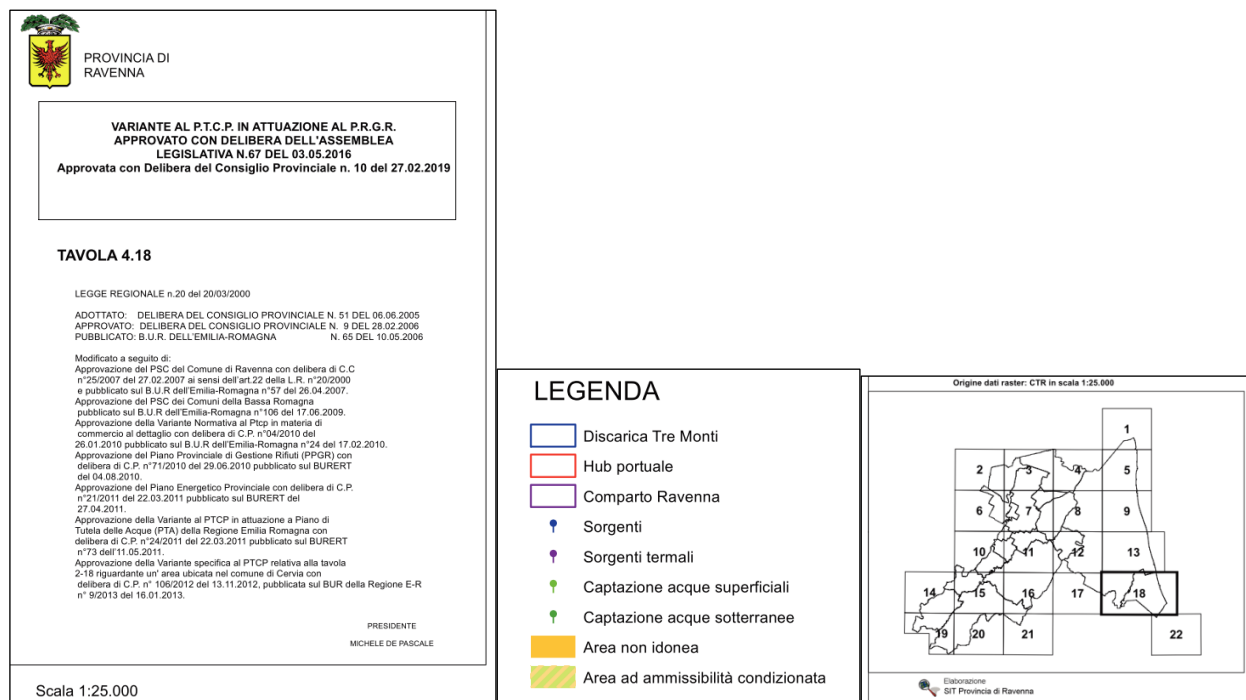 PROVINCIA DI
RAVENNA
VARIANTE AL P.T.C.P. IN ATTUAZIONE AL P.R.G.R.
APPROVATO CON DELIBERA DELL'ASSEMBLEA
LEGISLATIVA N.67 DEL 03.05.2016
Approvata con Delibera del Consiglio Provinciale n. 10 del 27.02.2019
TAVOLA 4.18
LEGGE REGIONALE n.20 del 20/03/2000
ADOTTATO: DELIBERA DEL CONSIGLIO PROVINCIALE N. 51 DEL 06.06.2005
APPROVATO: DELIBERA DEL CONSIGLIO PROVINCIALE N. 9 DEL 28.02.2006
PUBBLICATO: B.U.R. DELL'EMILIA-ROMAGNA N. 65 DEL 10.05.2006
Modificato a seguito di:
Approvazione del PSC del Comune di Ravenna con delibera di C.C
n°25/2007 del 27.02.2007 ai sensi dell'art.22 della L.R. n°20/2000
e pubblicato sul B.U.R dell'Emilia-Romagna n°57 del 26.04.2007.
Approvazione del PSC dei Comuni della Bassa Romagna
pubblicato sul B.U.R dell'Emilia-Romagna n°106 del 17.06.2009.
Approvazione della Variante Normativa al Ptcp in materia di
commercio al dettaglio con delibera di C.P. n°04/2010 del
26.01.2010 pubblicato sul B.U.R dell'Emilia-Romagna n°24 del 17.02.2010.
Approvazione del Piano Provinciale di Gestione Rifiuti (PPGR) con
delibera di C.P. n°71/2010 del 29.06.2010 pubblicato sul BURERT
del 04.08.2010.
Approvazione del Piano Energetico Provinciale con delibera di C.P.
n°21/2011 del 22.03.2011 pubblicato sul BURERT del
27.04.2011.
Approvazione della Variante al PTCP in attuazione a Piano di
Tutela delle Acque (PTA) della Regione Emilia Romagna con
delibera di C.P. n°24/2011 del 22.03.2011 pubblicato sul BURERT
n°73 dell'11.05.2011.
Approvazione della Variante specifica al PTCP relativa alla tavola
2-18 riguardante un' area ubicata nel comune di Cervia con
delibera di C.P. n° 106/2012 del 13.11.2012, pubblicata sul BUR della Regione E-R
n° 9/2013 del 16.01.2013.
PRESIDENTE
MICHELE DE PASCALE
Scala 1:25.000
LEGENDA
Discarica Tre Monti
Hub portuale
Comparto Ravenna
Sorgenti
Sorgenti termali
Captazione acque superficiali
Captazione acque sotterranee
Area non idonea
Area ad ammissibilità condizionata
Origine dati raster: CTR in scala 1:25.000
1
2 3 4 5
6 7 8 9
10 11 12 13
14 15 16 17 18
19 20 21 22
Elaborazione
SIT Provincia di Ravenna